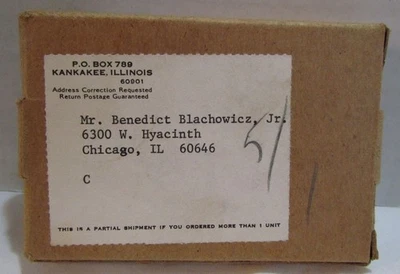 P.O. BOX 789
KANKAKEE, ILLINOIS
60901
Address Correction Requested
Return Postage Guaranteed
Mr. Benedict Blachowicz, Jr.
6300 W. Hyacinth
Chicago, IL 60646
C
THIS IS A PARTIAL SHIPMENT IF YOU ORDERED MORE THAN 1 UNIT